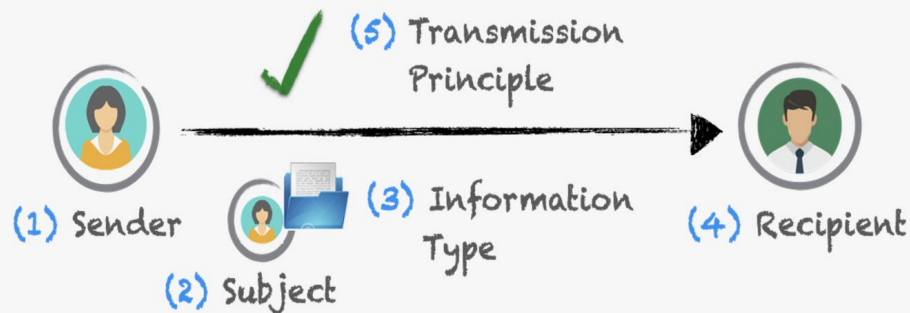 (5) Transmission
Principle
(1) Sender
(3) Information
Type
(4) Recipient
(2) Subject